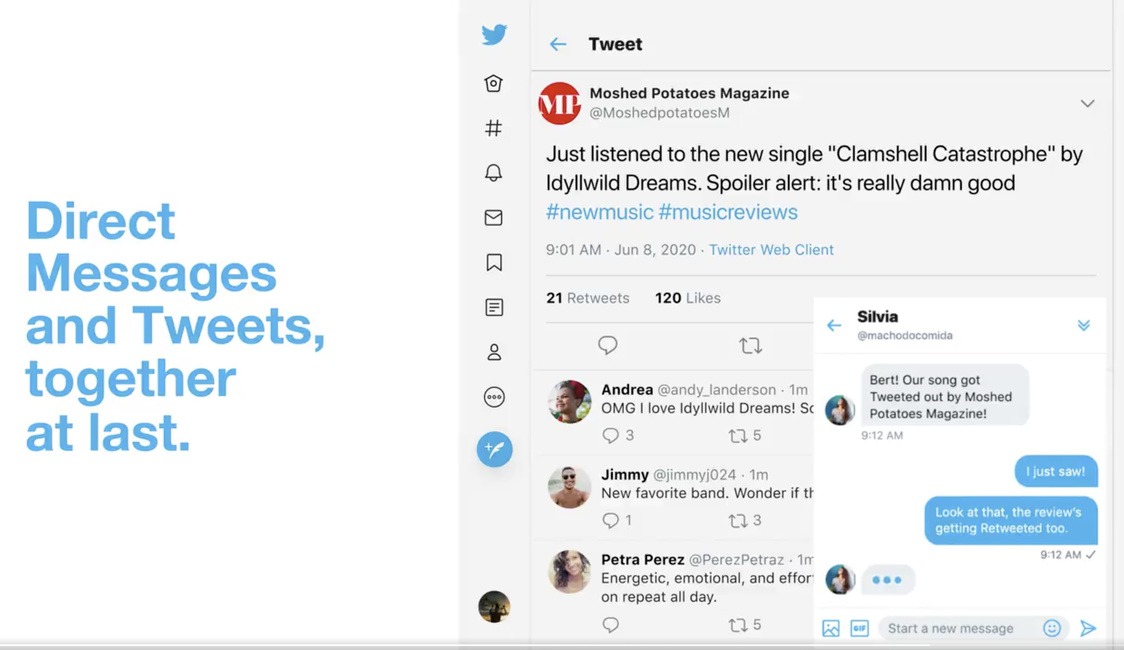 Direct
Messages
and Tweets,
together
at last.
Tweet
MP
Moshed Potatoes Magazine
@MoshedpotatoesM
Just listened to the new single "Clamshell Catastrophe" by
Idyllwild Dreams. Spoiler alert: it's really damn good
#newmusic #musicreviews
9:01 AM · Jun 8, 2020 · Twitter Web Client
21 Retweets 120 Likes
Andrea @andy_landerson · 1m
OMG I love Idyllwild Dreams! Sc
3 5
Jimmy @jimmyj024 · 1m
New favorite band. Wonder if th
1 3
Petra Perez @PerezPetraz · 1m
Energetic, emotional, and effor
on repeat all day.
5
Silvia
@machodocomida
Bert! Our song got
Tweeted out by Moshed
Potatoes Magazine!
9:12 AM
I just saw!
Look at that, the review's
getting Retweeted too.
9:12 AM
GIF Start a new message